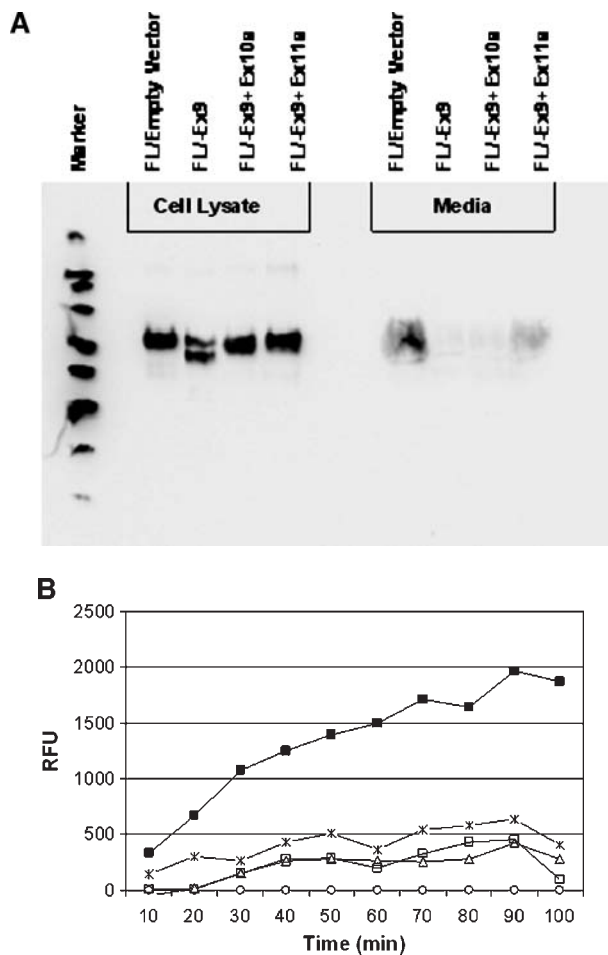 A
Marker
FL/Empty Vector
FL/-Ex9
FL/-Ex9+Ex10a
FL/-Ex9+Ex11a
FL/Empty Vector
FL/-Ex9
FL/-Ex9+Ex10a
FL/-Ex9+Ex11a
Cell Lysate
Media
B
2500
2000
1500
1000
500
0
RFU
10 20 30 40 50 60 70 80 90 100
Time (min)